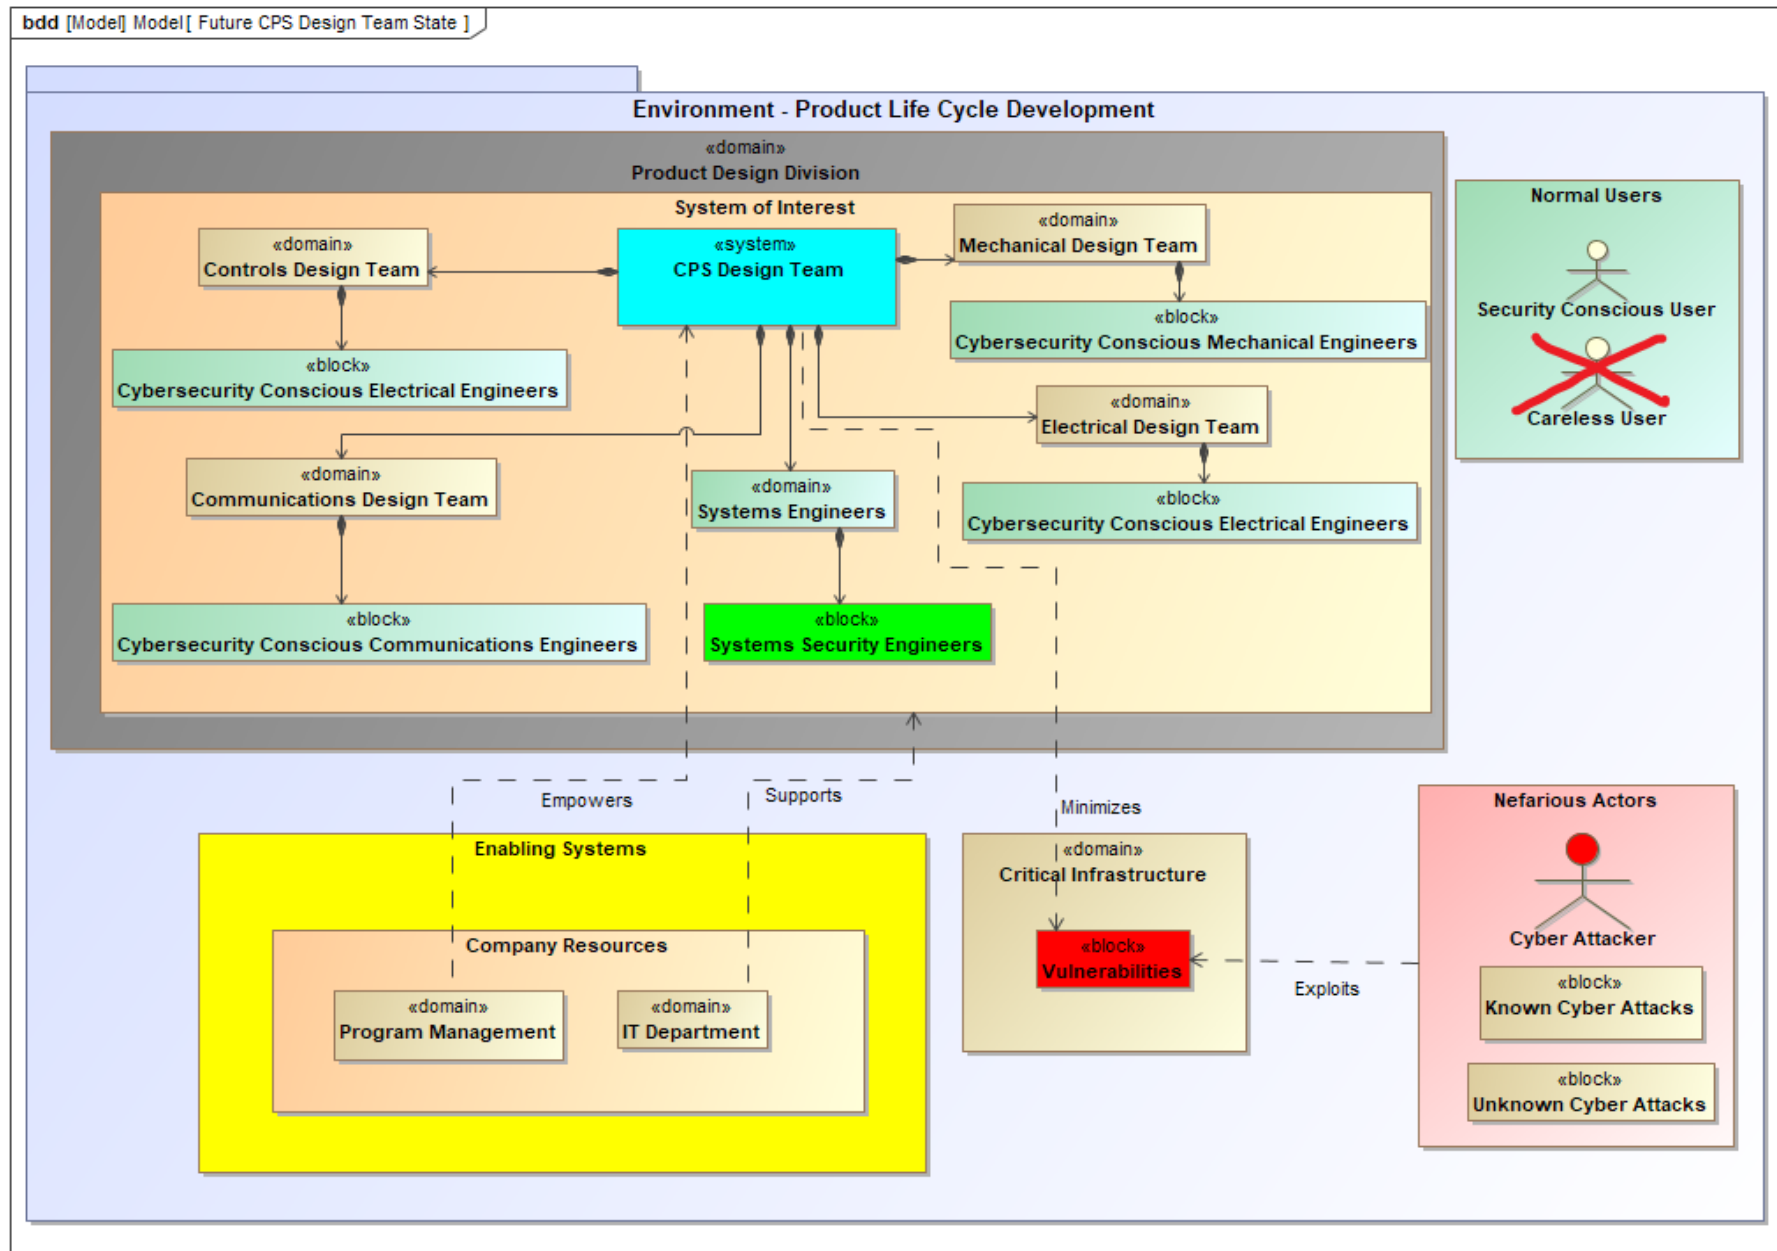 bdd [Model] Model[ Future CPS Design Team State ]
Environment - Product Life Cycle Development
«domain»
Product Design Division
System of Interest
«domain»
Controls Design Team
«system»
CPS Design Team
«domain»
Mechanical Design Team
«block»
Cybersecurity Conscious Mechanical Engineers
«block»
Cybersecurity Conscious Electrical Engineers
«domain»
Electrical Design Team
«domain»
Communications Design Team
«domain»
Systems Engineers
«block»
Cybersecurity Conscious Electrical Engineers
«block»
Cybersecurity Conscious Communications Engineers
«block»
Systems Security Engineers
Normal Users
Security Conscious User
Careless User
Empowers
Supports
Minimizes
Enabling Systems
Company Resources
«domain»
Program Management
«domain»
IT Department
«domain»
Critical Infrastructure
«block»
Vulnerabilities
Exploits
Nefarious Actors
Cyber Attacker
«block»
Known Cyber Attacks
«block»
Unknown Cyber Attacks